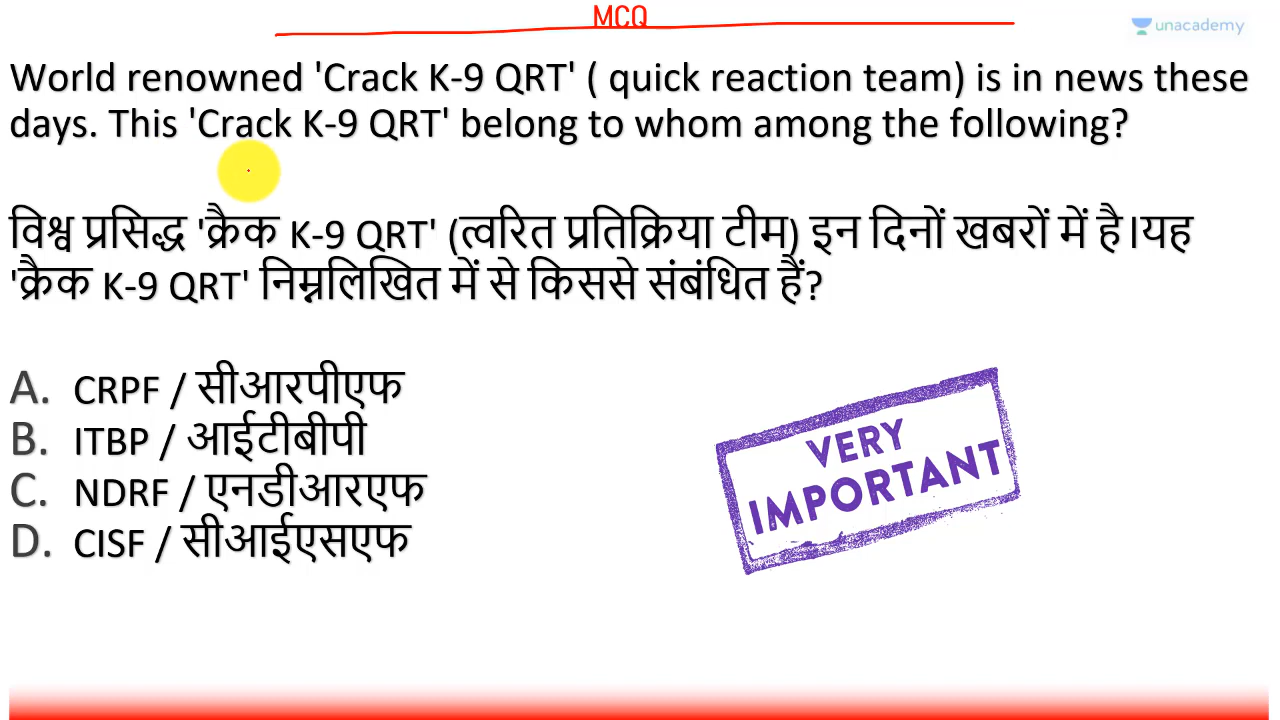 MCQ
unacademy
World renowned 'Crack K-9 QRT' ( quick reaction team) is in news these
days. This 'Crack K-9 QRT' belong to whom among the following?
विश्व प्रसिद्ध 'क्रैक K-9 QRT' (त्वरित प्रतिक्रिया टीम) इन दिनों खबरों में है।यह
'क्रैक K-9 QRT' निम्नलिखित में से किससे संबंधित हैं?
A. CRPF / सीआरपीएफ
B. ITBP / आईटीबीपी
C. NDRF / एनडीआरएफ
D. CISF / सीआईएसएफ
VERY
IMPORTANT